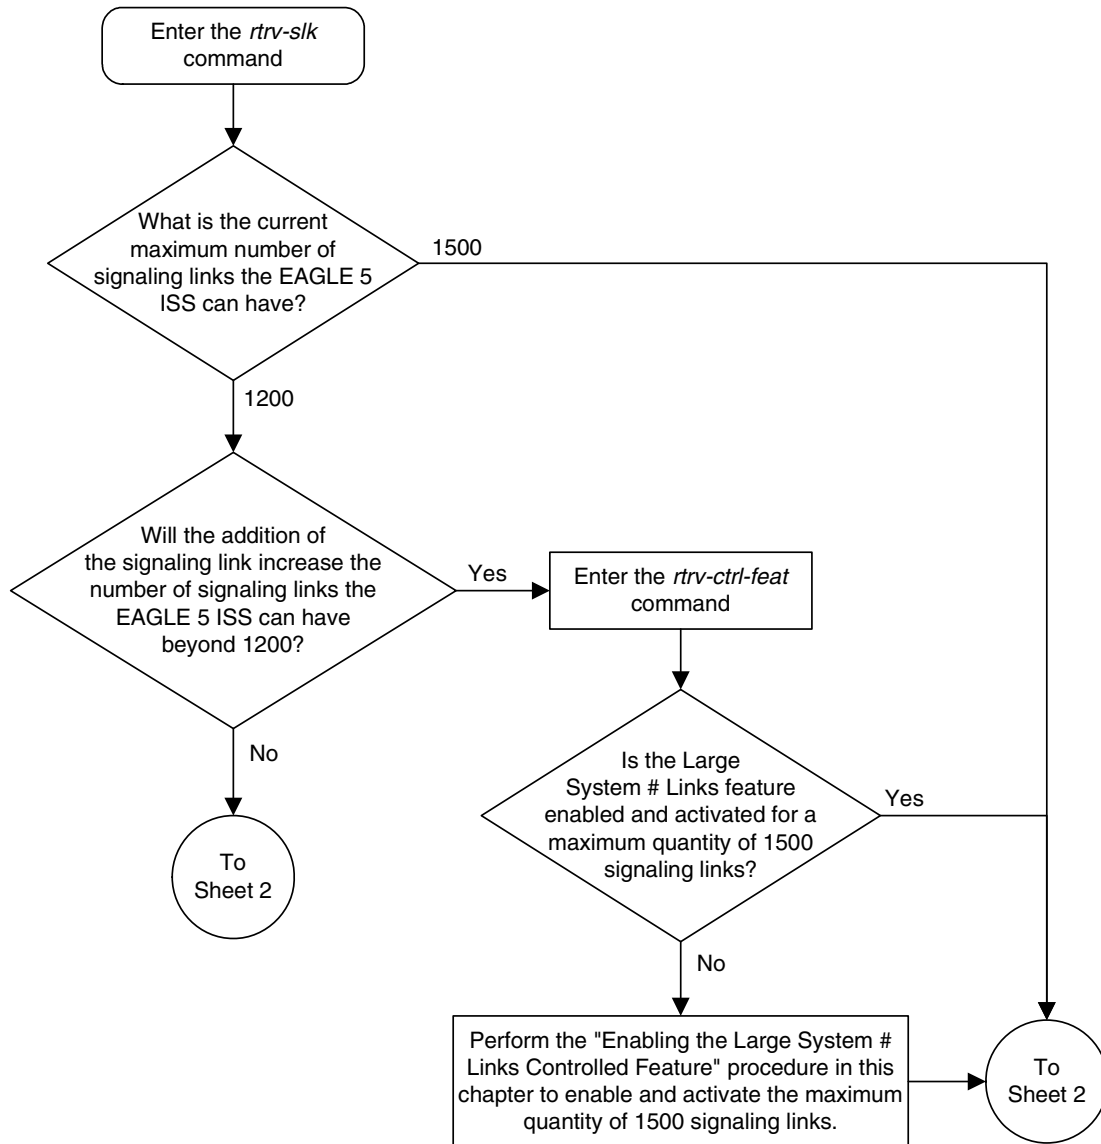 Enter the rtrv-slk
command
What is the current
maximum number of
signaling links the EAGLE 5
ISS can have?
1500
1200
Will the addition of
the signaling link increase the
number of signaling links the
EAGLE 5 ISS can have
beyond 1200?
Yes
Enter the rtrv-ctrl-feat
command
No
To
Sheet 2
Is the Large
System # Links feature
enabled and activated for a
maximum quantity of 1500
signaling links?
Yes
No
Perform the "Enabling the Large System #
Links Controlled Feature" procedure in this
chapter to enable and activate the maximum
quantity of 1500 signaling links.
To
Sheet 2